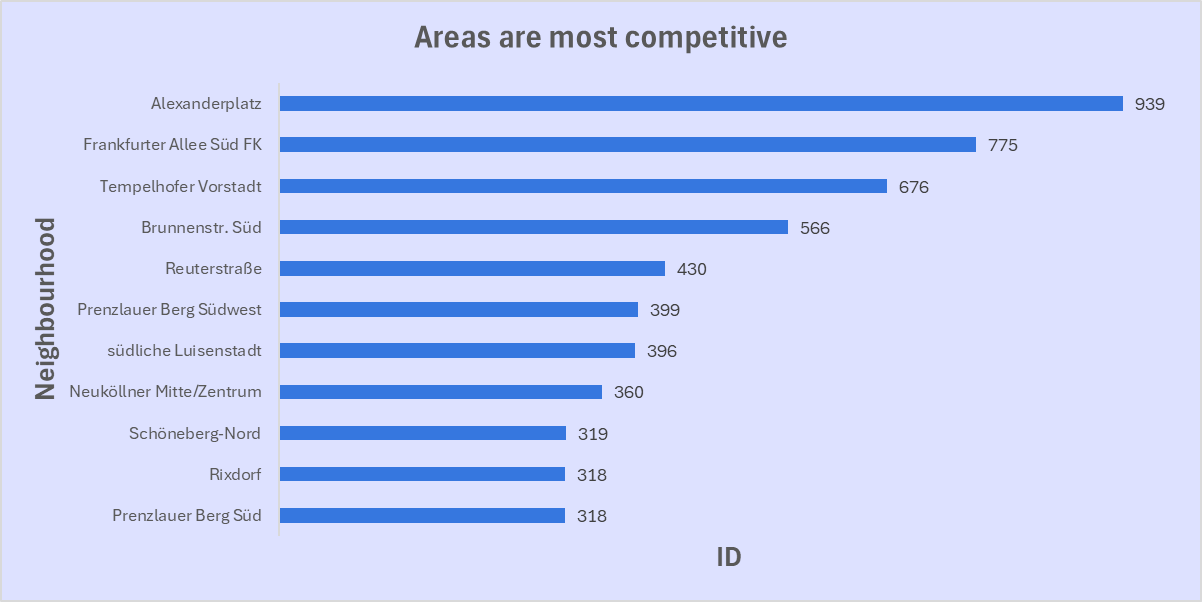 Areas are most competitive
Neighbourhood
Alexanderplatz 939
Frankfurter Allee Süd FK 775
Tempelhofer Vorstadt 676
Brunnenstr. Süd 566
Reuterstraße 430
Prenzlauer Berg Südwest 399
südliche Luisenstadt 396
Neuköllner Mitte/Zentrum 360
Schöneberg-Nord 319
Rixdorf 318
Prenzlauer Berg Süd 318
ID